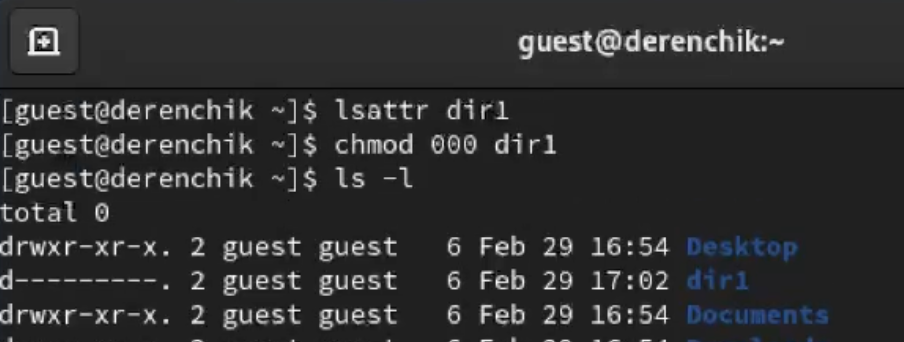 guest@derenchik:~
[guest@derenchik ~]$ lsattr dir1
[guest@derenchik ~]$ chmod 000 dir1
[guest@derenchik ~]$ ls -l
total 0
drwxr-xr-x. 2 guest guest   6 Feb 29 16:54 Desktop
d---------. 2 guest guest   6 Feb 29 17:02 dir1
drwxr-xr-x. 2 guest guest   6 Feb 29 16:54 Documents